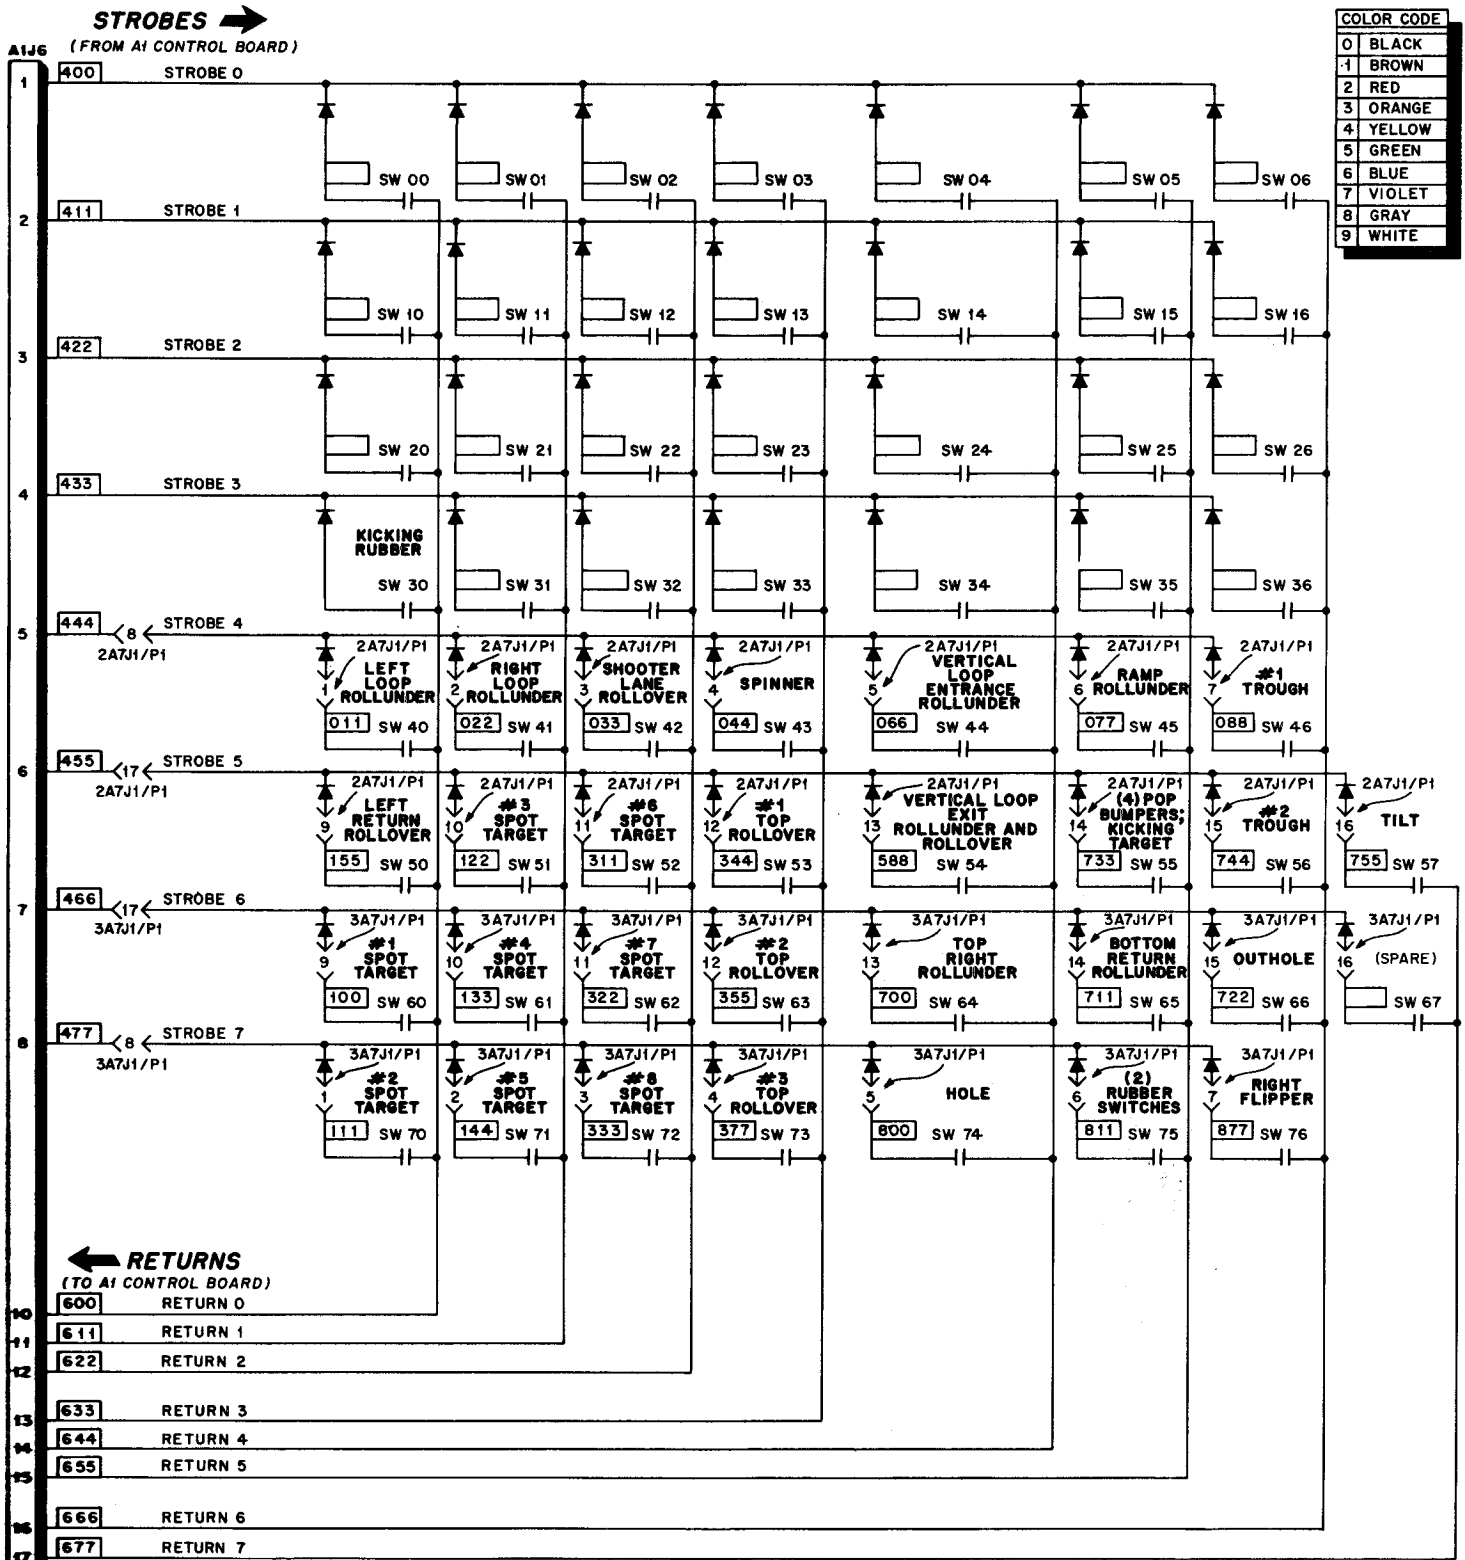 STROBES
(FROM A1 CONTROL BOARD)
A1J6
COLOR CODE
0 BLACK
1 BROWN
2 RED
3 ORANGE
4 YELLOW
5 GREEN
6 BLUE
7 VIOLET
8 GRAY
9 WHITE
1 400 STROBE 0
SW 00 SW 01 SW 02 SW 03 SW 04 SW 05 SW 06
2 411 STROBE 1
SW 10 SW 11 SW 12 SW 13 SW 14 SW 15 SW 16
3 422 STROBE 2
SW 20 SW 21 SW 22 SW 23 SW 24 SW 25 SW 26
4 433 STROBE 3
KICKING
RUBBER
SW 30 SW 31 SW 32 SW 33 SW 34 SW 35 SW 36
5 444 8 STROBE 4
2A7J1/P1
2A7J1/P1 2A7J1/P1 2A7J1/P1 2A7J1/P1 2A7J1/P1 2A7J1/P1 2A7J1/P1
1 LEFT
LOOP
ROLLUNDER
011 SW 40
2 RIGHT
LOOP
ROLLUNDER
022 SW 41
3 SHOOTER
LANE
ROLLOVER
033 SW 42
4 SPINNER
044 SW 43
5 VERTICAL
LOOP
ENTRANCE
ROLLUNDER
066 SW 44
6 RAMP
ROLLUNDER
077 SW 45
7 #1
TROUGH
088 SW 46
6 455 17 STROBE 5
2A7J1/P1
2A7J1/P1 2A7J1/P1 2A7J1/P1 2A7J1/P1 2A7J1/P1 2A7J1/P1 2A7J1/P1 2A7J1/P1
9 LEFT
RETURN
ROLLOVER
155 SW 50
10 #3
SPOT
TARGET
122 SW 51
11 #6
SPOT
TARGET
311 SW 52
12 #1
TOP
ROLLOVER
344 SW 53
13 VERTICAL LOOP
EXIT
ROLLUNDER AND
ROLLOVER
588 SW 54
14 (4) POP
BUMPERS;
KICKING
TARGET
733 SW 55
15 #2
TROUGH
744 SW 56
16 TILT
755 SW 57
7 466 17 STROBE 6
3A7J1/P1
3A7J1/P1 3A7J1/P1 3A7J1/P1 3A7J1/P1 3A7J1/P1 3A7J1/P1 3A7J1/P1 3A7J1/P1
9 #1
SPOT
TARGET
100 SW 60
10 #4
SPOT
TARGET
133 SW 61
11 #7
SPOT
TARGET
322 SW 62
12 #2
TOP
ROLLOVER
355 SW 63
13 TOP
RIGHT
ROLLUNDER
700 SW 64
14 BOTTOM
RETURN
ROLLUNDER
711 SW 65
15 OUTHOLE
722 SW 66
16 (SPARE)
SW 67
8 477 8 STROBE 7
3A7J1/P1
3A7J1/P1 3A7J1/P1 3A7J1/P1 3A7J1/P1 3A7J1/P1 3A7J1/P1 3A7J1/P1
1 #2
SPOT
TARGET
111 SW 70
2 #5
SPOT
TARGET
144 SW 71
3 #8
SPOT
TARGET
333 SW 72
4 #3
TOP
ROLLOVER
377 SW 73
5 HOLE
800 SW 74
6 (2)
RUBBER
SWITCHES
811 SW 75
7 RIGHT
FLIPPER
877 SW 76
RETURNS
(TO A1 CONTROL BOARD)
10 600 RETURN 0
11 611 RETURN 1
12 622 RETURN 2
13 633 RETURN 3
14 644 RETURN 4
15 655 RETURN 5
16 666 RETURN 6
17 677 RETURN 7